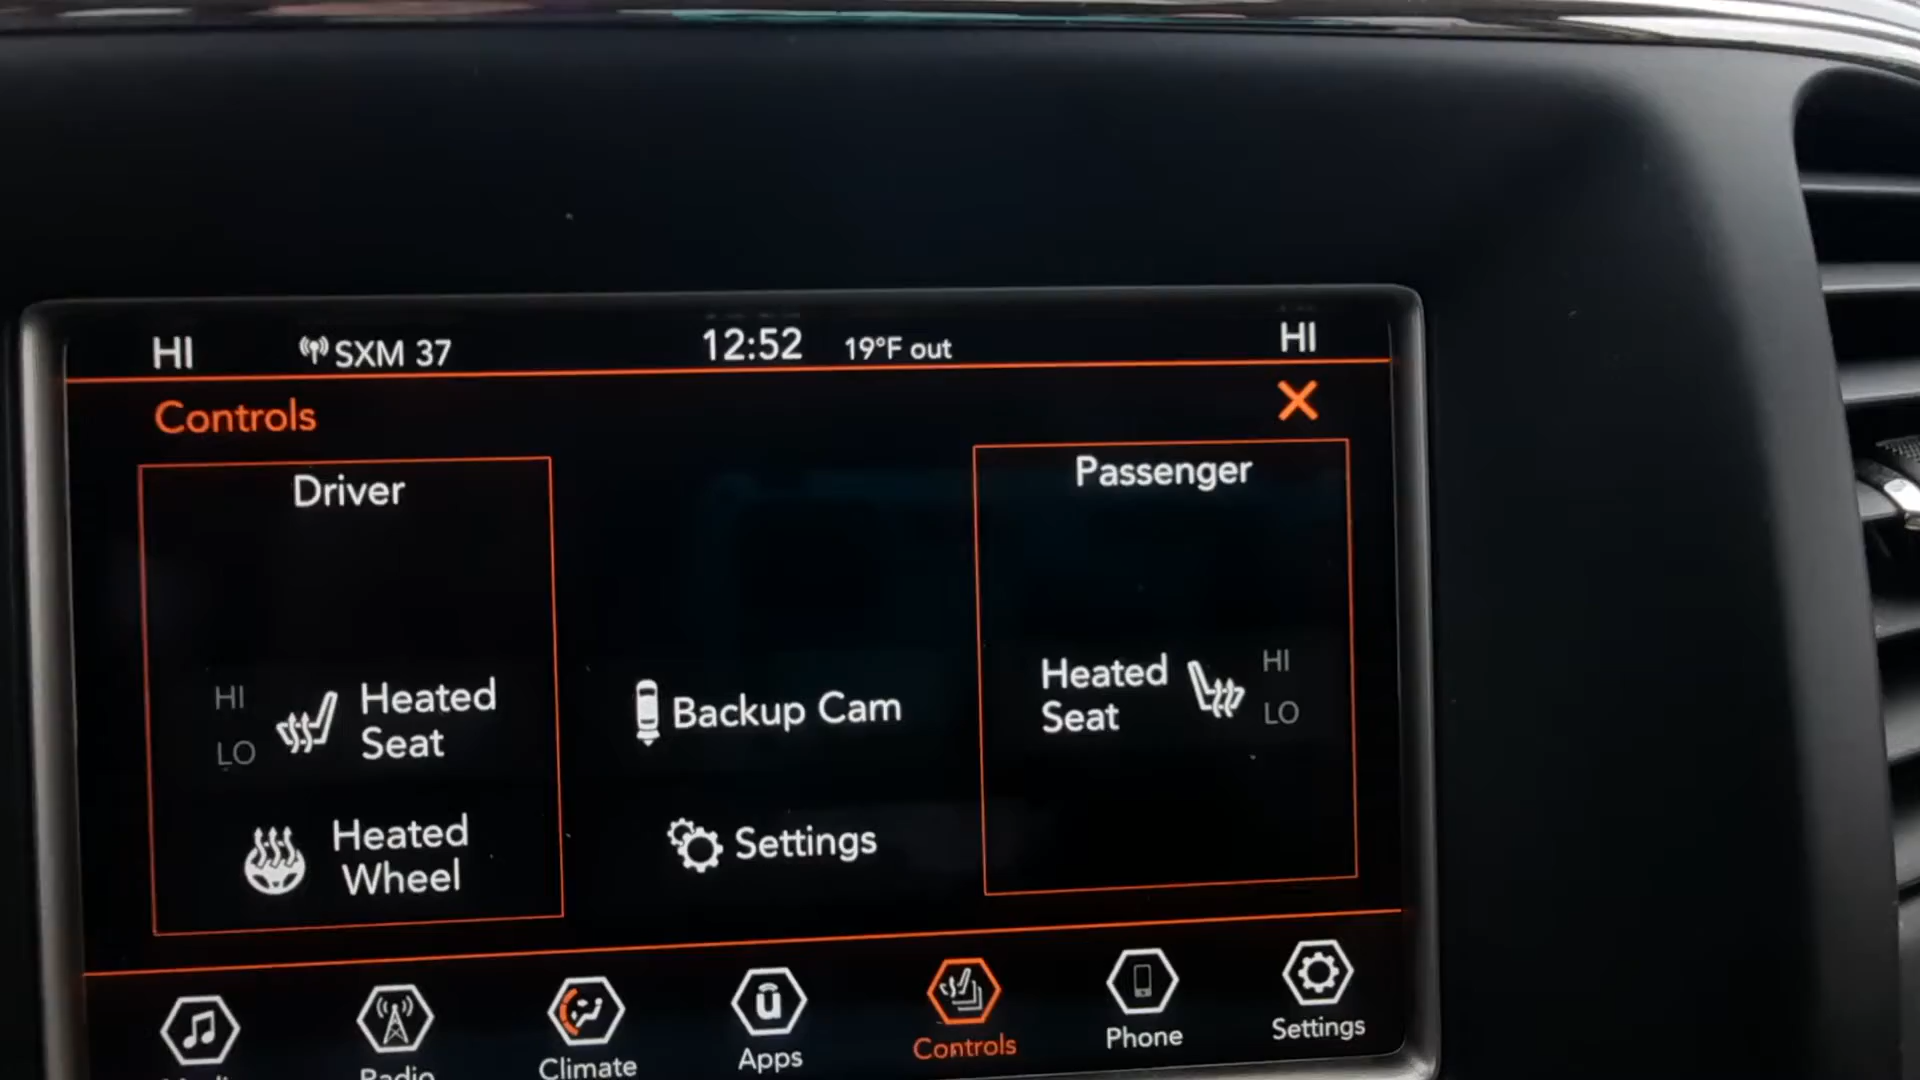 HI SXM 37 12:52 19°F out HI
Controls
Driver
HI
LO
Heated
Seat
Heated
Wheel
Backup Cam
Settings
Passenger
Heated
Seat
HI
LO
Radio
Climate
Apps
Controls
Phone
Settings